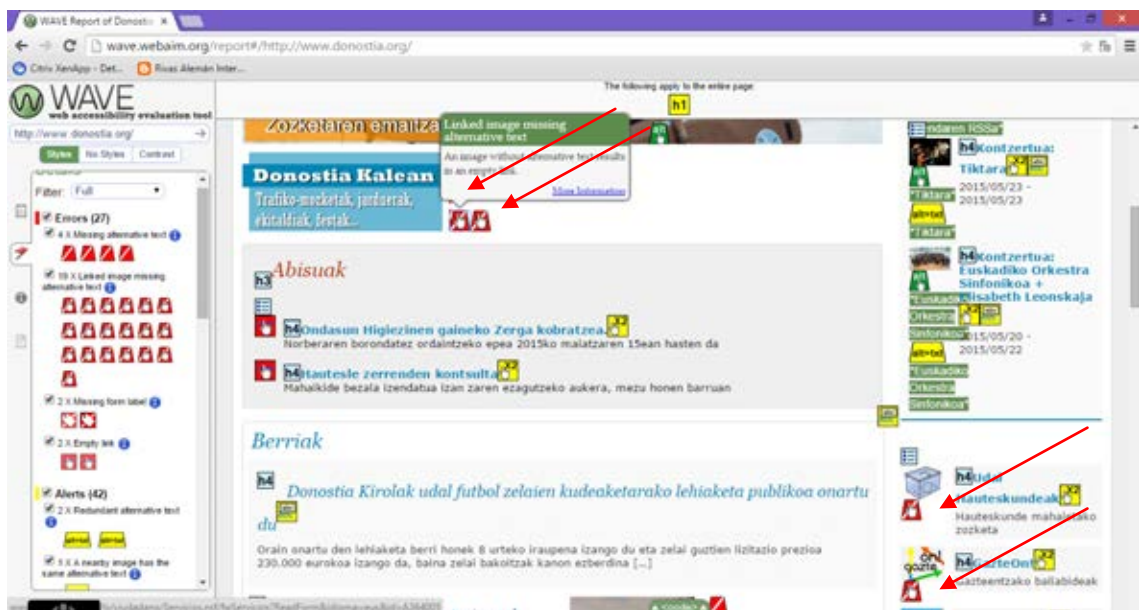 WAVE Report of Donostia
wave.webaim.org/report#/http://www.donostia.org/
Citrix XenApp - Det...
Rivas Alemán Inter...
WAVE
web accessibility evaluation tool
http://www.donostia.org/
Styles
No Styles
Contrast
Filter: Full
Errors (27)
4 X Missing alternative text
19 X Linked image missing
alternative text
2 X Missing form label
2 X Empty link
Alerts (42)
2 X Redundant alternative text
1 X A nearby image has the
same alternative text
The following apply to the entire page:
h1
Zozketaren emaitza
Linked image missing
alternative text
An image without alternative text results
in an empty link.
More Information
Donostia Kalean
Trafiko-mozketak, jarduerak,
ekitaldiak, festak...
h3 Abisuak
h4 Ondasun Higiezinen gaineko Zerga kobratzea.
Norberaren borondatez ordaintzeko epea 2015ko maiatzaren 15ean hasten da
h4 Hautesle zerrenden kontsulta
Mahaikide bezala izendatua izan zaren ezagutzeko aukera, mezu honen barruan
Berriak
h4
Donostia Kirolak udal futbol zelaien kudeaketarako lehiaketa publikoa onartu
du
Orain onartu den lehiaketa berri honek 8 urteko iraupena izango du eta zelai guztien lizitazio prezioa
230.000 eurokoa izango da, baina zelai bakoitzak kanon ezberdina [...]
endaren RSSa"
h4 Kontzertua:
Tiktara
2015/05/23 -
"Tiktara" 2015/05/23
alt=txt
"Tiktara"
h4 Kontzertua:
Euskadiko Orkestra
Sinfonikoa +
Elisabeth Leonskaja
"Euskadiko
Orkestra
Sinfonikoa" 2015/05/20 -
alt=txt 2015/05/22
"Euskadiko
Orkestra
Sinfonikoa"
h4 Udal
Hauteskundeak
Hauteskunde mahaietako
zozketa
h4 GazteOn!
Gazteentzako baliabideak